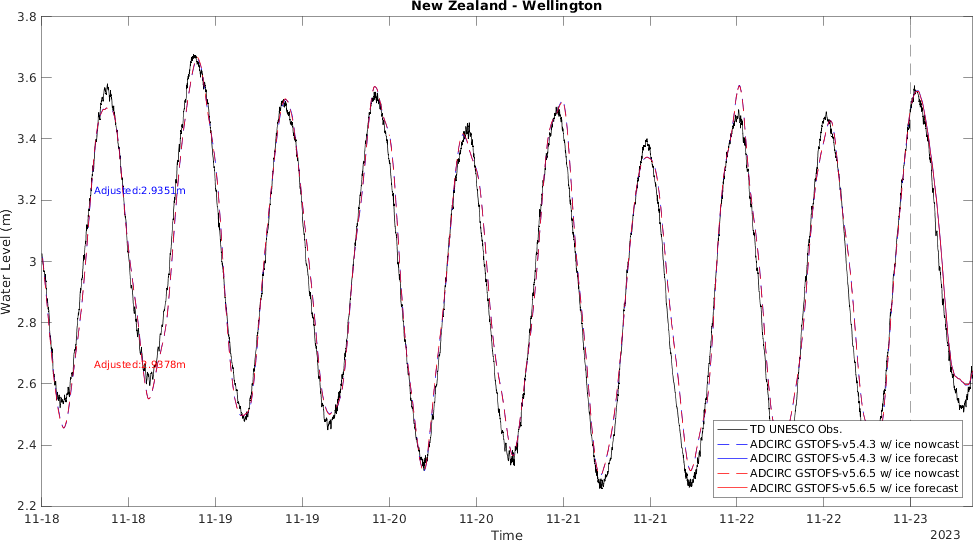 New Zealand - Wellington
3.8
3.6
3.4
3.2
3
2.8
2.6
2.4
2.2
Water Level (m)
Adjusted:2.9351m
Adjusted:2.9378m
TD UNESCO Obs.
ADCIRC GSTOFS-v5.4.3 w/ ice nowcast
ADCIRC GSTOFS-v5.4.3 w/ ice forecast
ADCIRC GSTOFS-v5.6.5 w/ ice nowcast
ADCIRC GSTOFS-v5.6.5 w/ ice forecast
11-18 11-18 11-19 11-19 11-20 11-20 11-21 11-21 11-22 11-22 11-23
Time
2023